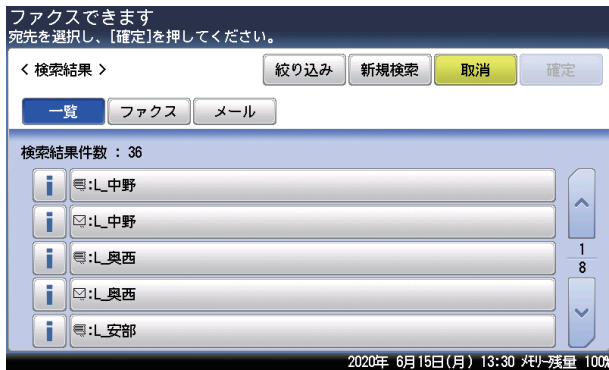 ファクスできます
宛先を選択し、[確定]を押してください。
< 検索結果 >
絞り込み 新規検索 取消 確定
一覧 ファクス メール
検索結果件数 : 36
i :L_中野
i :L_中野
i :L_奥西
1
8
i :L_奥西
i :L_安部
2020年 6月15日(月) 13:30 メモリー残量 100%